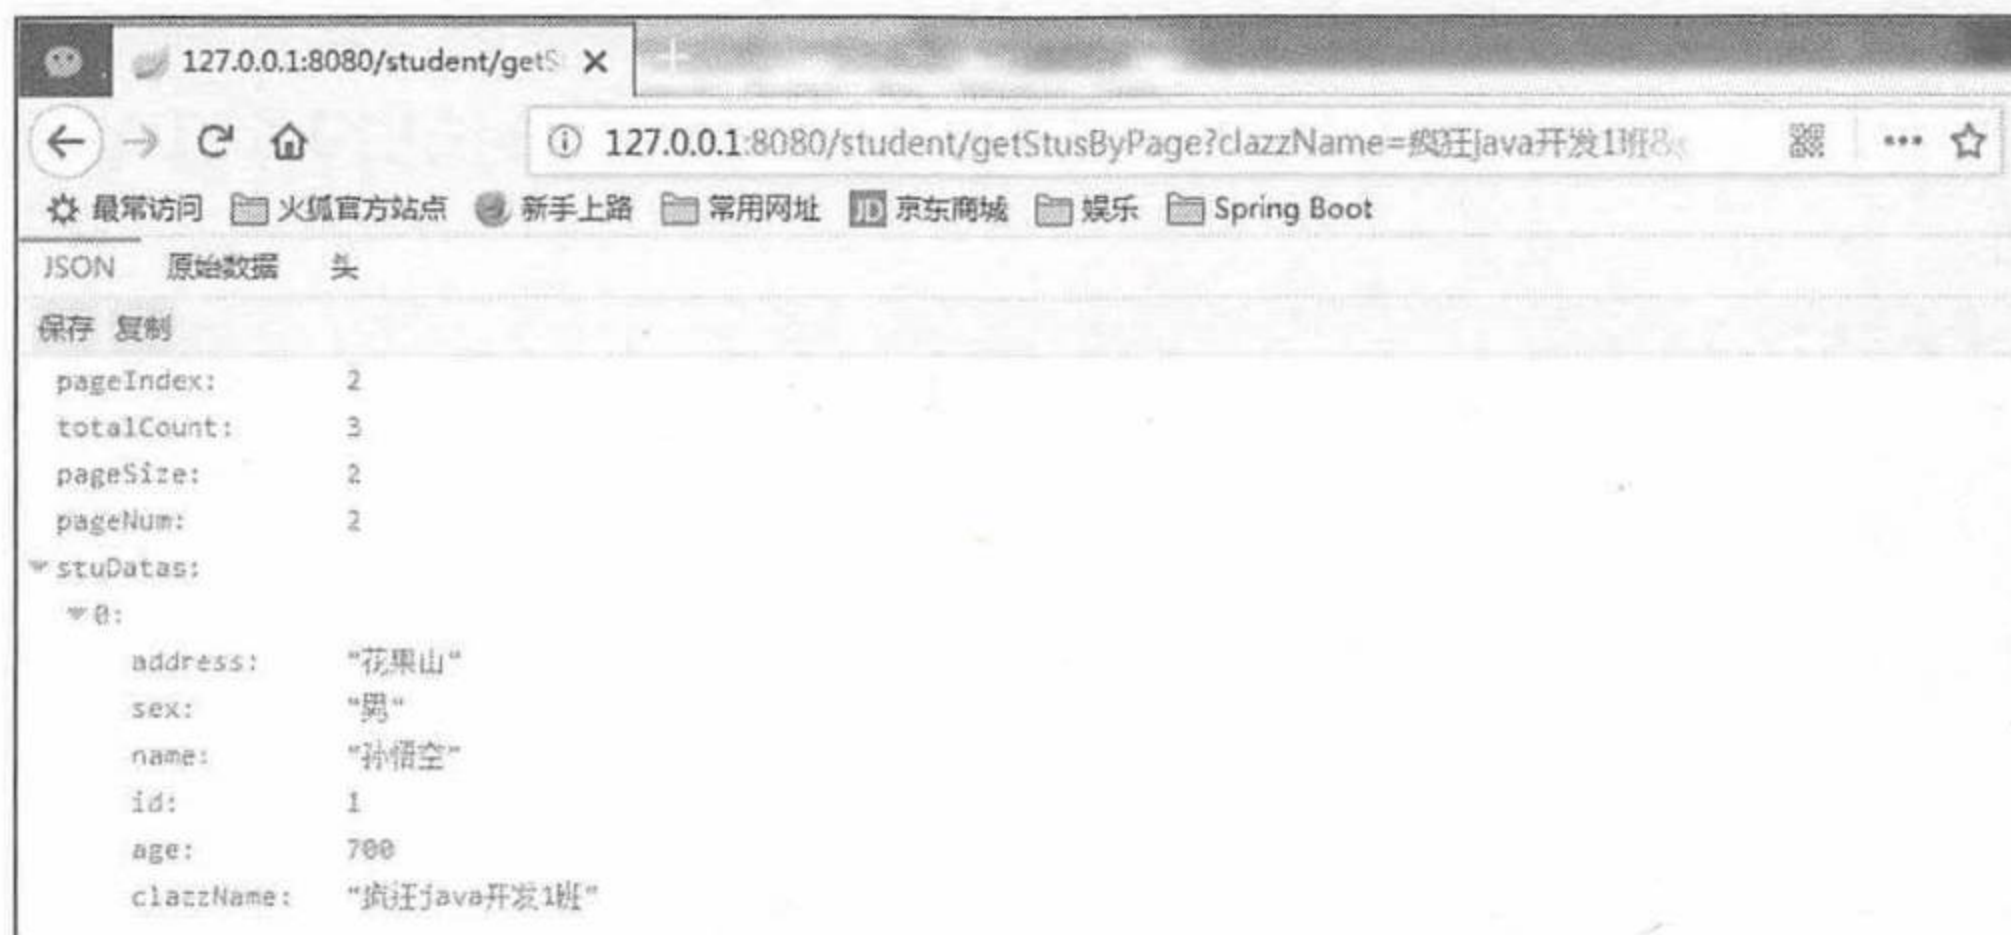 127.0.0.1:8080/student/getS
127.0.0.1:8080/student/getStusByPage?clazzName=疯狂java开发1班&
最常访问 火狐官方站点 新手上路 常用网址 JD 京东商城 娱乐 Spring Boot
JSON 原始数据 头
保存 复制
pageIndex: 2
totalCount: 3
pageSize: 2
pageNum: 2
stuDatas:
0:
address: "花果山"
sex: "男"
name: "孙悟空"
id: 1
age: 700
clazzName: "疯狂java开发1班"